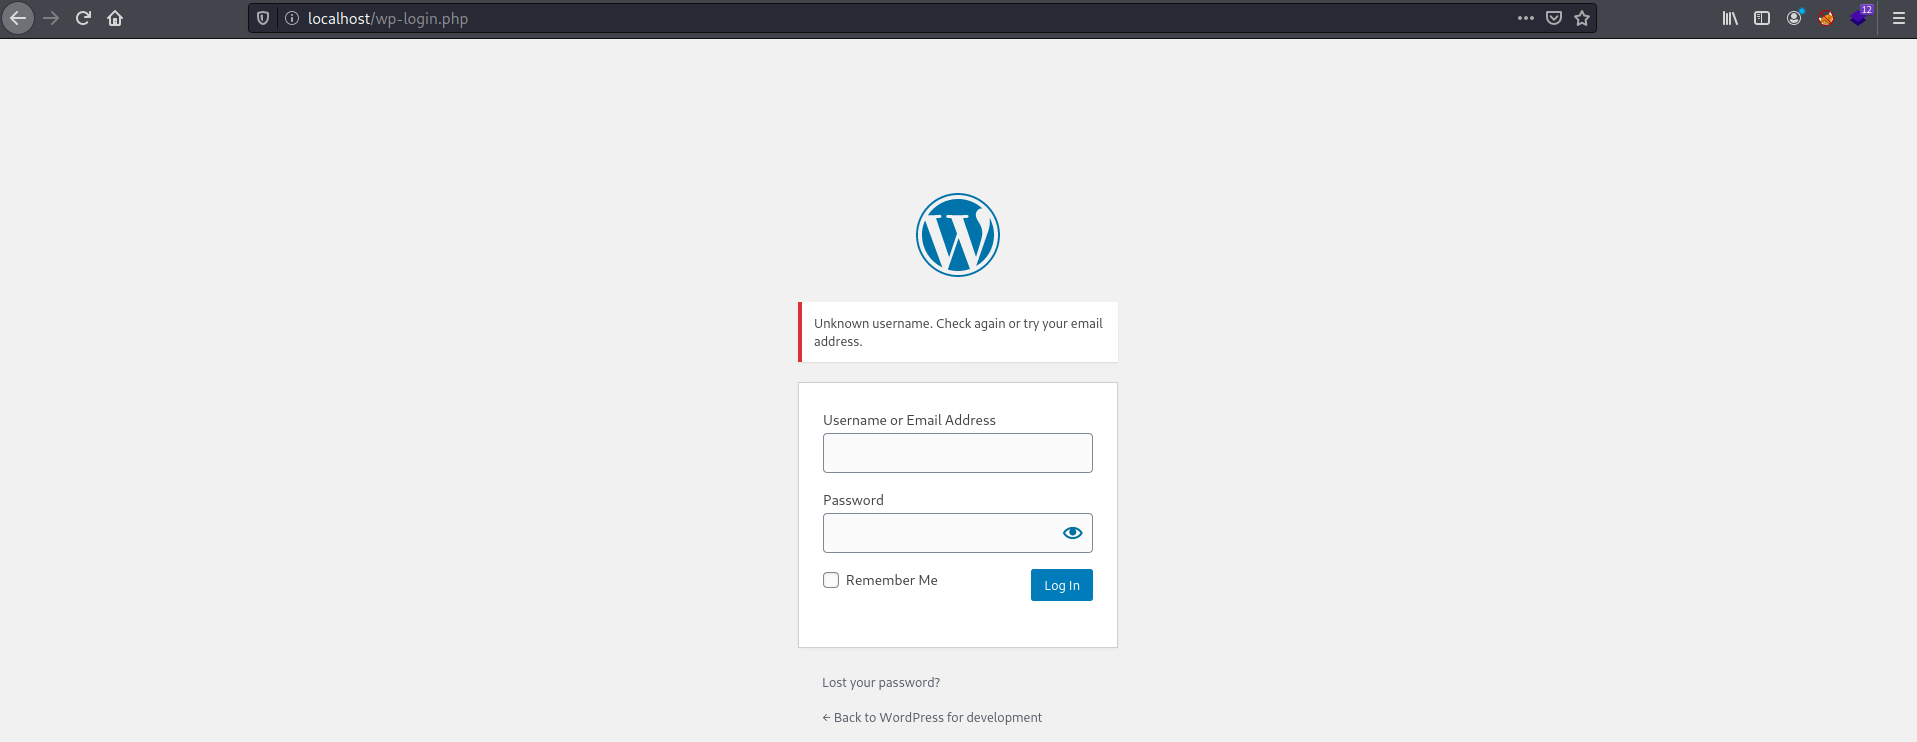 localhost/wp-login.php
12
Unknown username. Check again or try your email
address.
Username or Email Address
Password
Remember Me
Log In
Lost your password?
← Back to WordPress for development